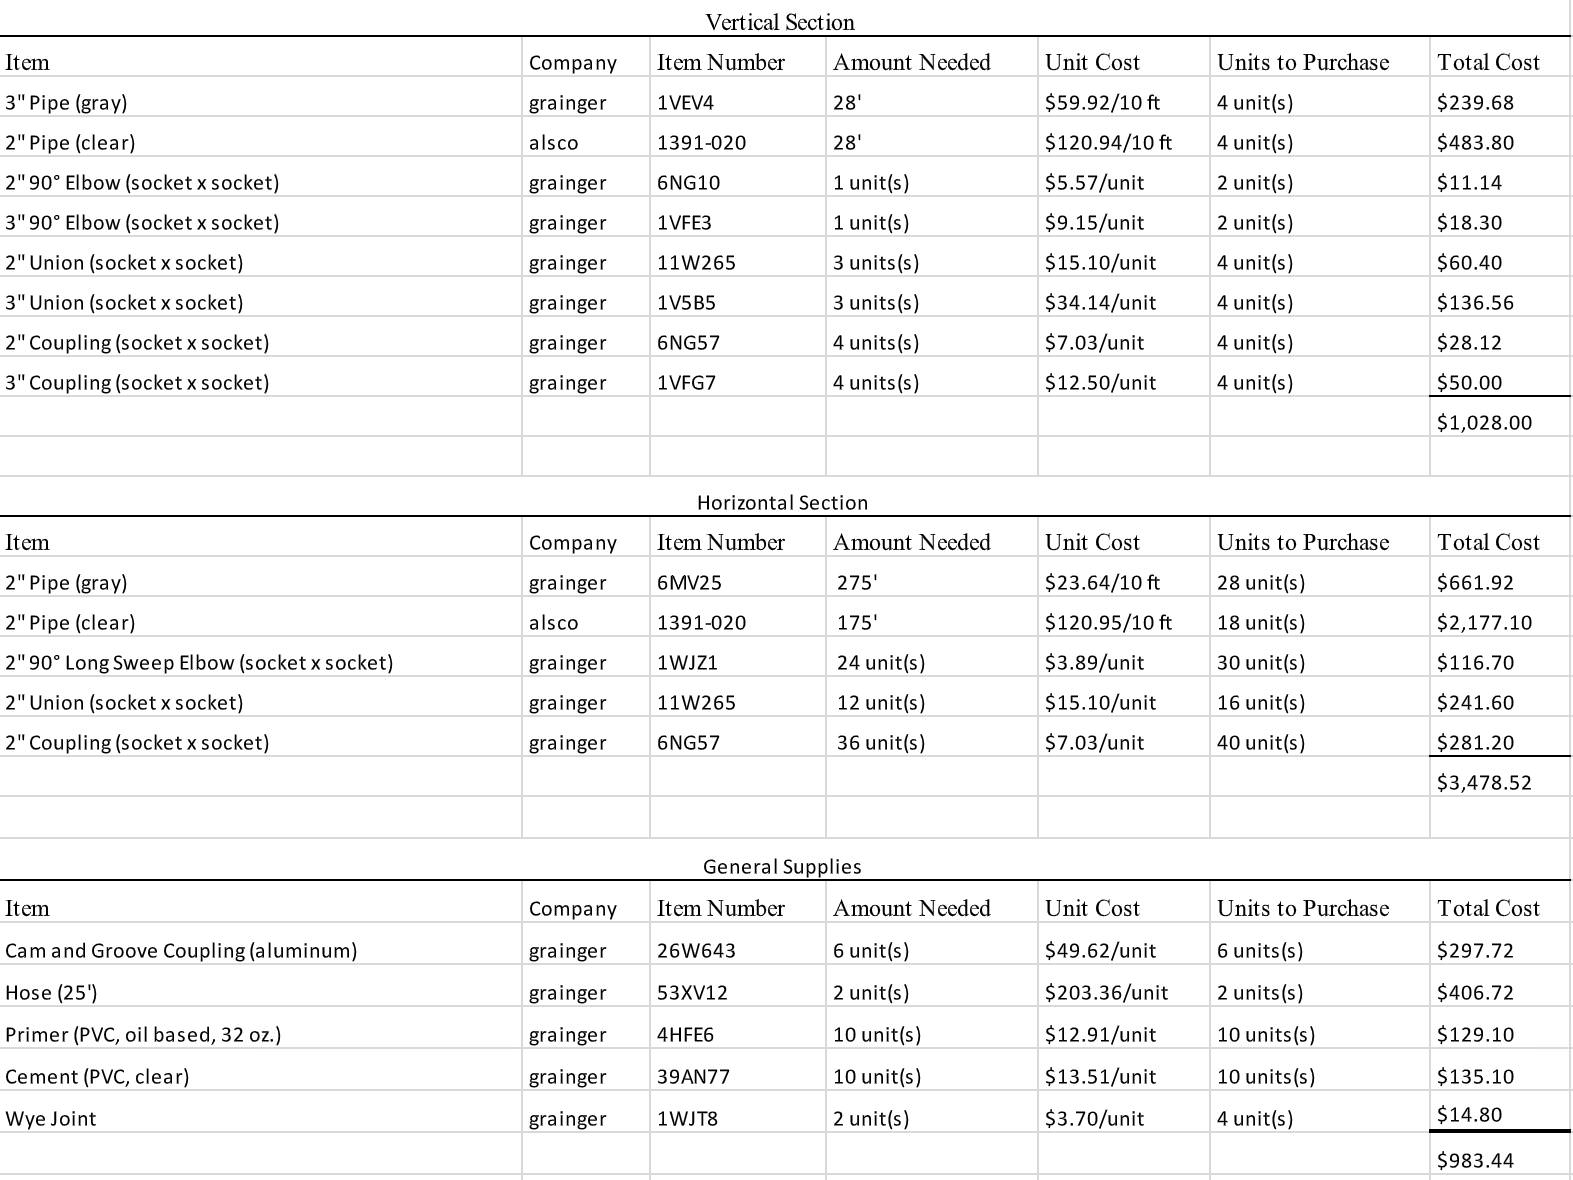 Vertical Section
Item Company Item Number Amount Needed Unit Cost Units to Purchase Total Cost
3" Pipe (gray) grainger 1VEV4 28' $59.92/10 ft 4 unit(s) $239.68
2" Pipe (clear) alsco 1391-020 28' $120.94/10 ft 4 unit(s) $483.80
2" 90° Elbow (socket x socket) grainger 6NG10 1 unit(s) $5.57/unit 2 unit(s) $11.14
3" 90° Elbow (socket x socket) grainger 1VFE3 1 unit(s) $9.15/unit 2 unit(s) $18.30
2" Union (socket x socket) grainger 11W265 3 units(s) $15.10/unit 4 unit(s) $60.40
3" Union (socket x socket) grainger 1V5B5 3 units(s) $34.14/unit 4 unit(s) $136.56
2" Coupling (socket x socket) grainger 6NG57 4 units(s) $7.03/unit 4 unit(s) $28.12
3" Coupling (socket x socket) grainger 1VFG7 4 units(s) $12.50/unit 4 unit(s) $50.00
$1,028.00
Horizontal Section
Item Company Item Number Amount Needed Unit Cost Units to Purchase Total Cost
2" Pipe (gray) grainger 6MV25 275' $23.64/10 ft 28 unit(s) $661.92
2" Pipe (clear) alsco 1391-020 175' $120.95/10 ft 18 unit(s) $2,177.10
2" 90° Long Sweep Elbow (socket x socket) grainger 1WJZ1 24 unit(s) $3.89/unit 30 unit(s) $116.70
2" Union (socket x socket) grainger 11W265 12 unit(s) $15.10/unit 16 unit(s) $241.60
2" Coupling (socket x socket) grainger 6NG57 36 unit(s) $7.03/unit 40 unit(s) $281.20
$3,478.52
General Supplies
Item Company Item Number Amount Needed Unit Cost Units to Purchase Total Cost
Cam and Groove Coupling (aluminum) grainger 26W643 6 unit(s) $49.62/unit 6 units(s) $297.72
Hose (25') grainger 53XV12 2 unit(s) $203.36/unit 2 units(s) $406.72
Primer (PVC, oil based, 32 oz.) grainger 4HFE6 10 unit(s) $12.91/unit 10 units(s) $129.10
Cement (PVC, clear) grainger 39AN77 10 unit(s) $13.51/unit 10 units(s) $135.10
Wye Joint grainger 1WJT8 2 unit(s) $3.70/unit 4 unit(s) $14.80
$983.44